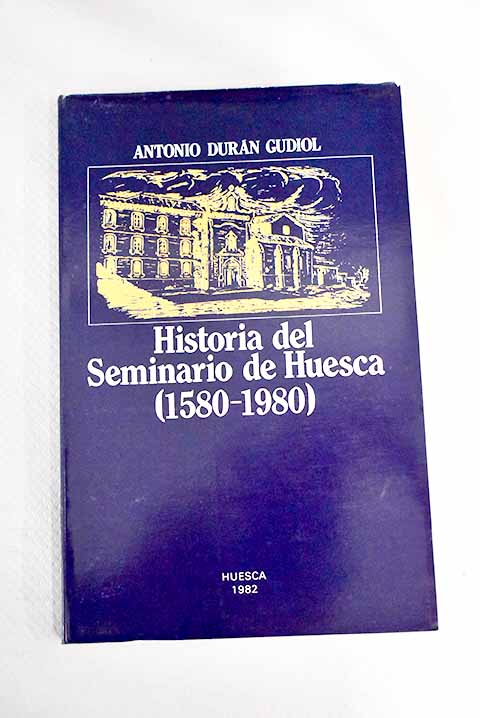 ANTONIO DURÁN GUDIOL
Historia del
Seminario de Huesca
(1580-1980)
HUESCA
1982